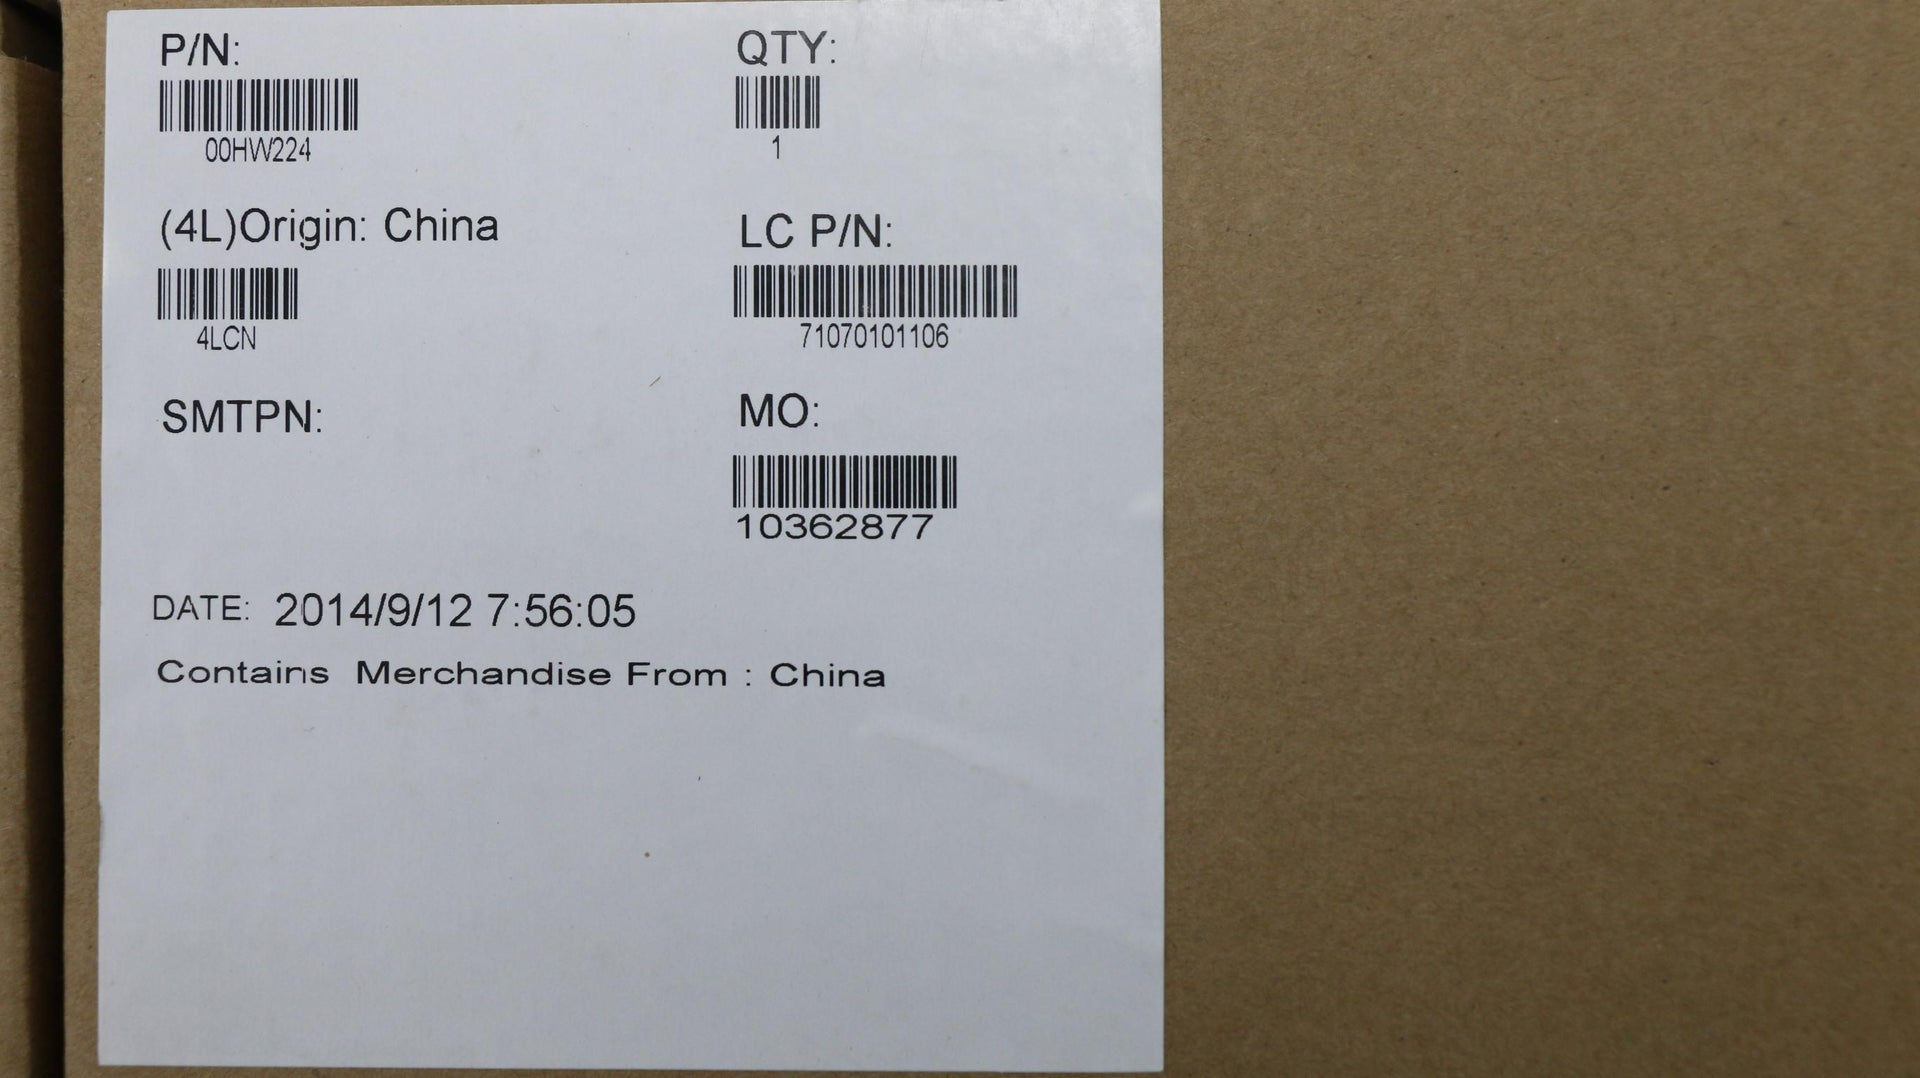 P/N:
QTY:
00HW224
1
(4L)Origin: China
LC P/N:
4LCN
71070101106
SMTPN:
MO:
10362877
DATE: 2014/9/12 7:56:05
Contains Merchandise From : China